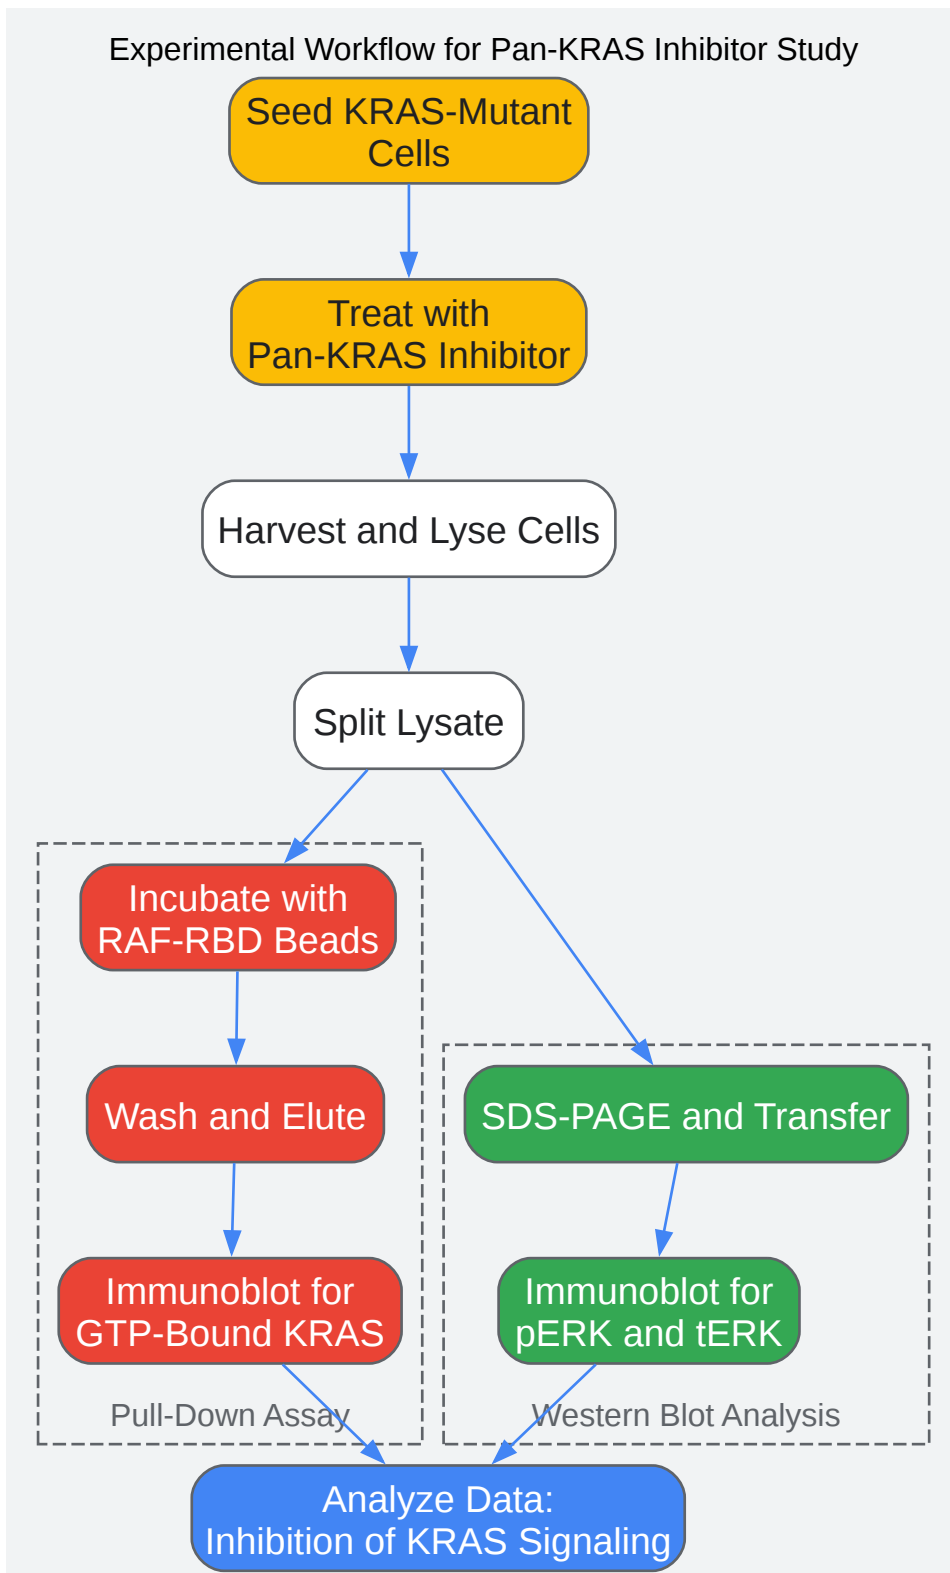 Experimental Workflow for Pan-KRAS Inhibitor Study
Seed KRAS-Mutant
Cells
Treat with
Pan-KRAS Inhibitor
Harvest and Lyse Cells
Split Lysate
Incubate with
RAF-RBD Beads
Wash and Elute
Immunoblot for
GTP-Bound KRAS
Pull-Down Assay
SDS-PAGE and Transfer
Immunoblot for
pERK and tERK
Western Blot Analysis
Analyze Data:
Inhibition of KRAS Signaling